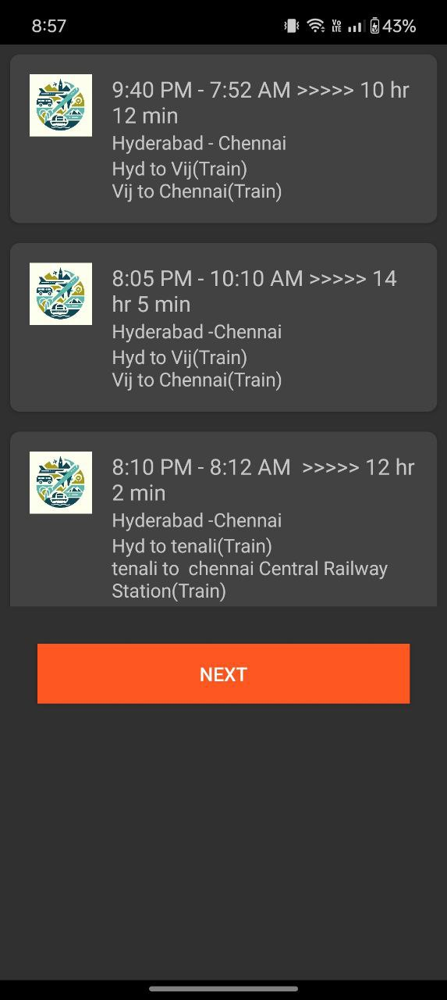 8:57
Vo LTE 43%
9:40 PM - 7:52 AM >>>>> 10 hr
12 min
Hyderabad - Chennai
Hyd to Vij(Train)
Vij to Chennai(Train)
8:05 PM - 10:10 AM >>>>> 14
hr 5 min
Hyderabad -Chennai
Hyd to Vij(Train)
Vij to Chennai(Train)
8:10 PM - 8:12 AM  >>>>> 12 hr
2 min
Hyderabad -Chennai
Hyd to tenali(Train)
tenali to  chennai Central Railway
Station(Train)
NEXT